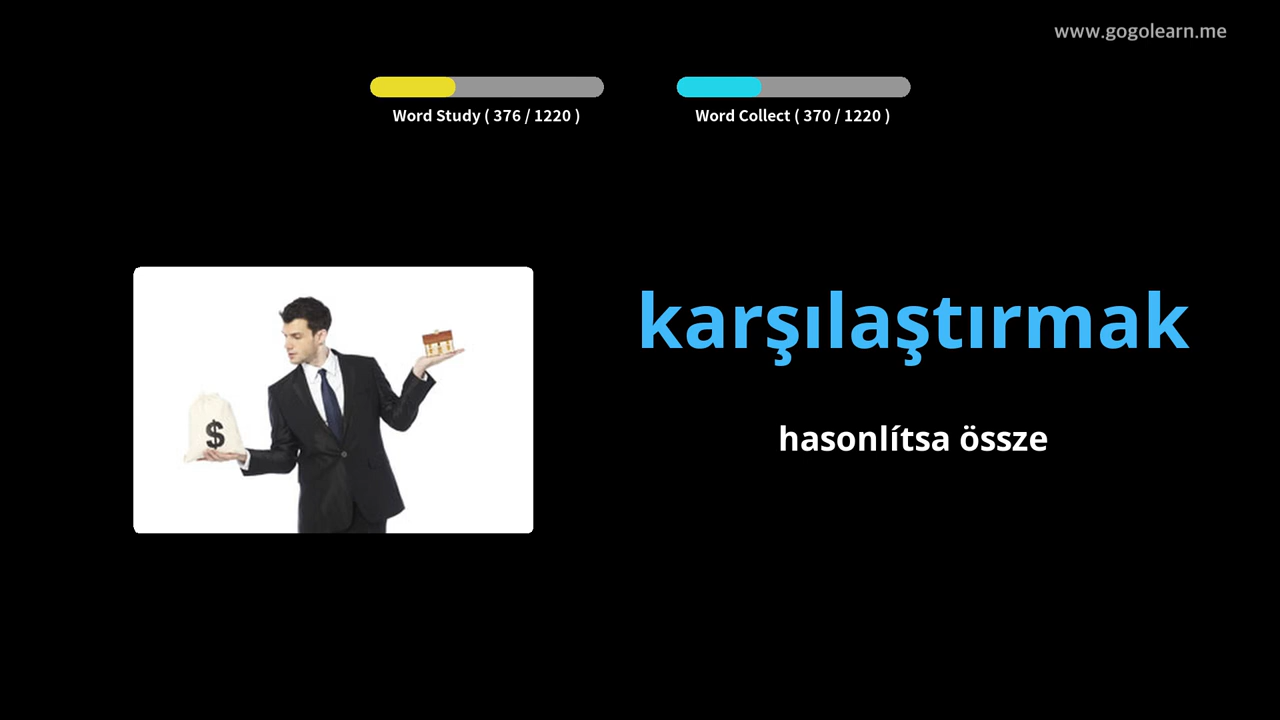 www.gogolearn.me
Word Study ( 376 / 1220 )
Word Collect ( 370 / 1220 )
karşılaştırmak
$
hasonlítsa össze